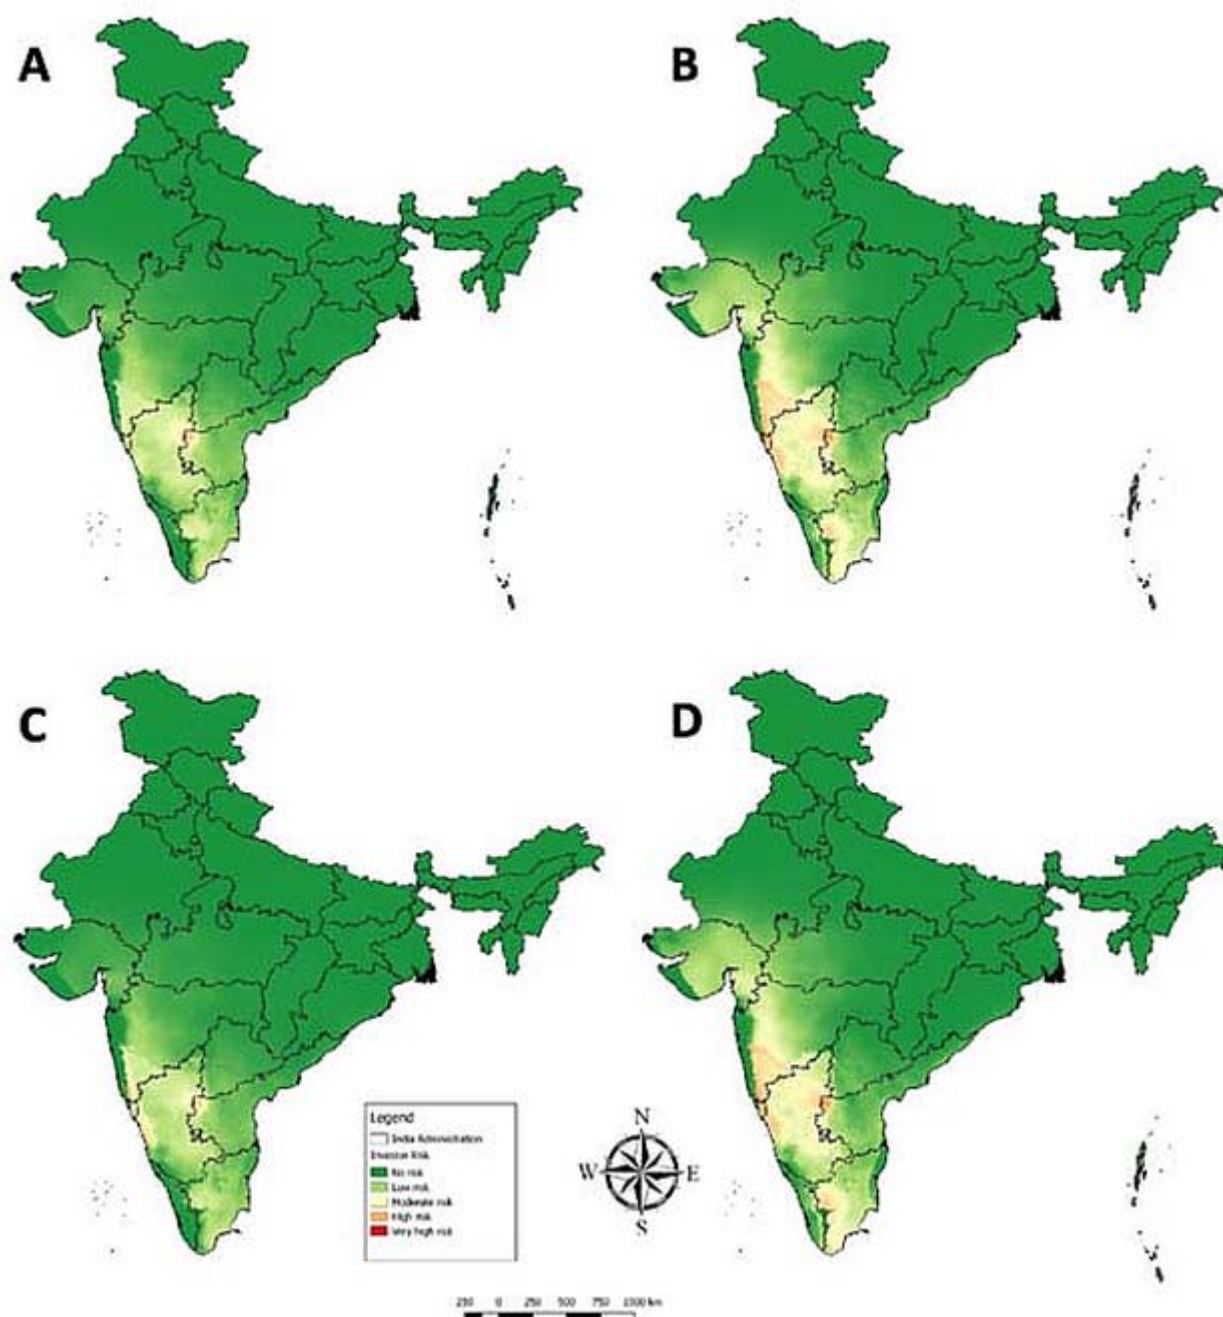 A
B
C
D
Legend
India Administration
Invasion Risk
No risk
Low risk
Moderate risk
High risk
Very high risk
N
W
E
S
250 0 250 500 750 1000 km